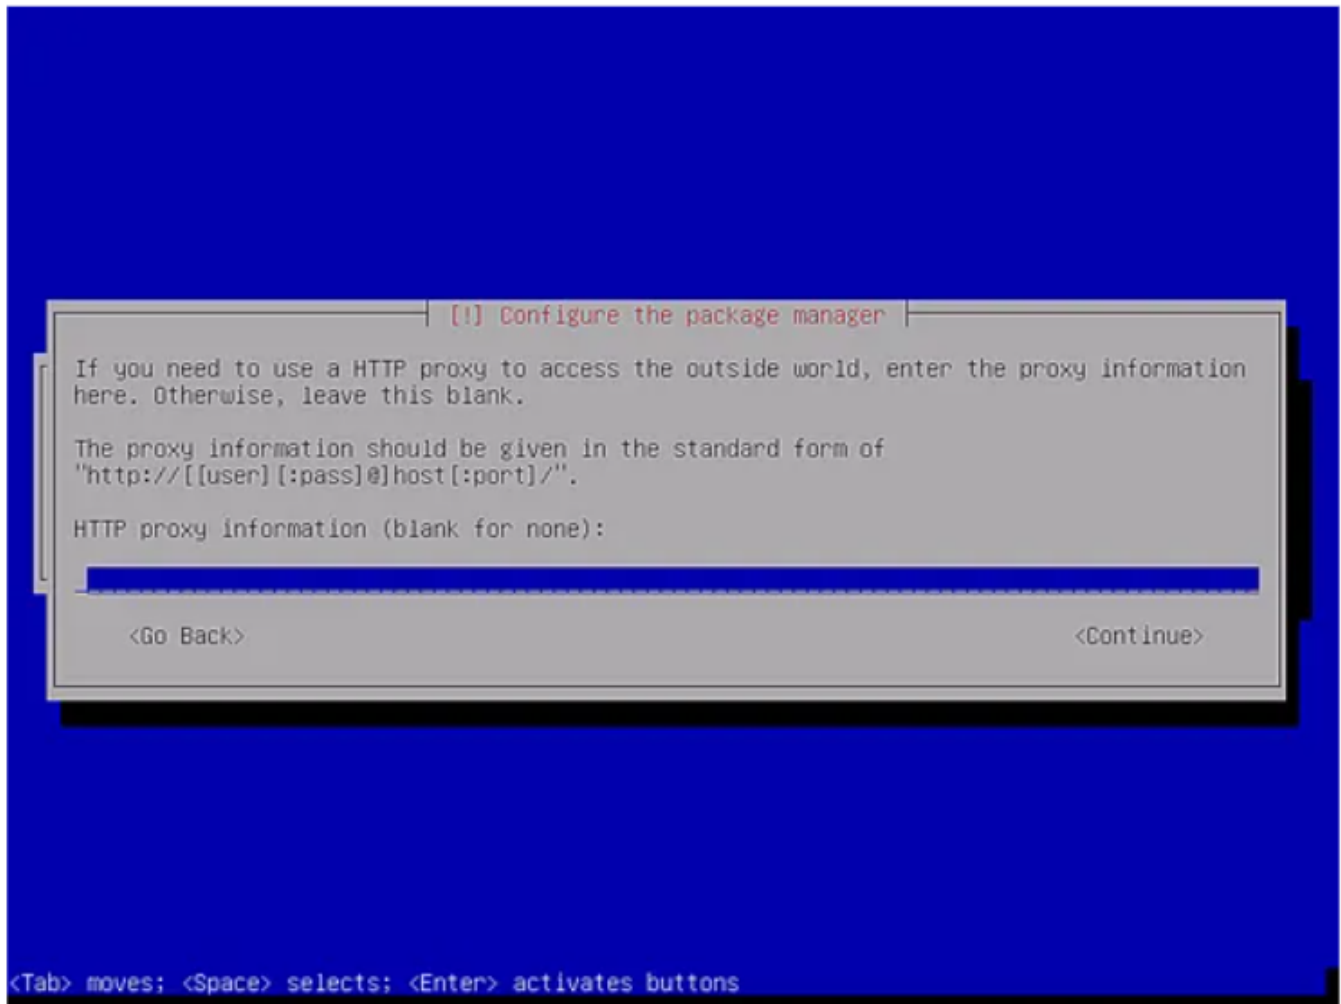 [!] Configure the package manager
If you need to use a HTTP proxy to access the outside world, enter the proxy information
here. Otherwise, leave this blank.
The proxy information should be given in the standard form of
"http://[[user][:pass]@]host[:port]/".
HTTP proxy information (blank for none):
<Go Back> <Continue>
<Tab> moves; <Space> selects; <Enter> activates buttons